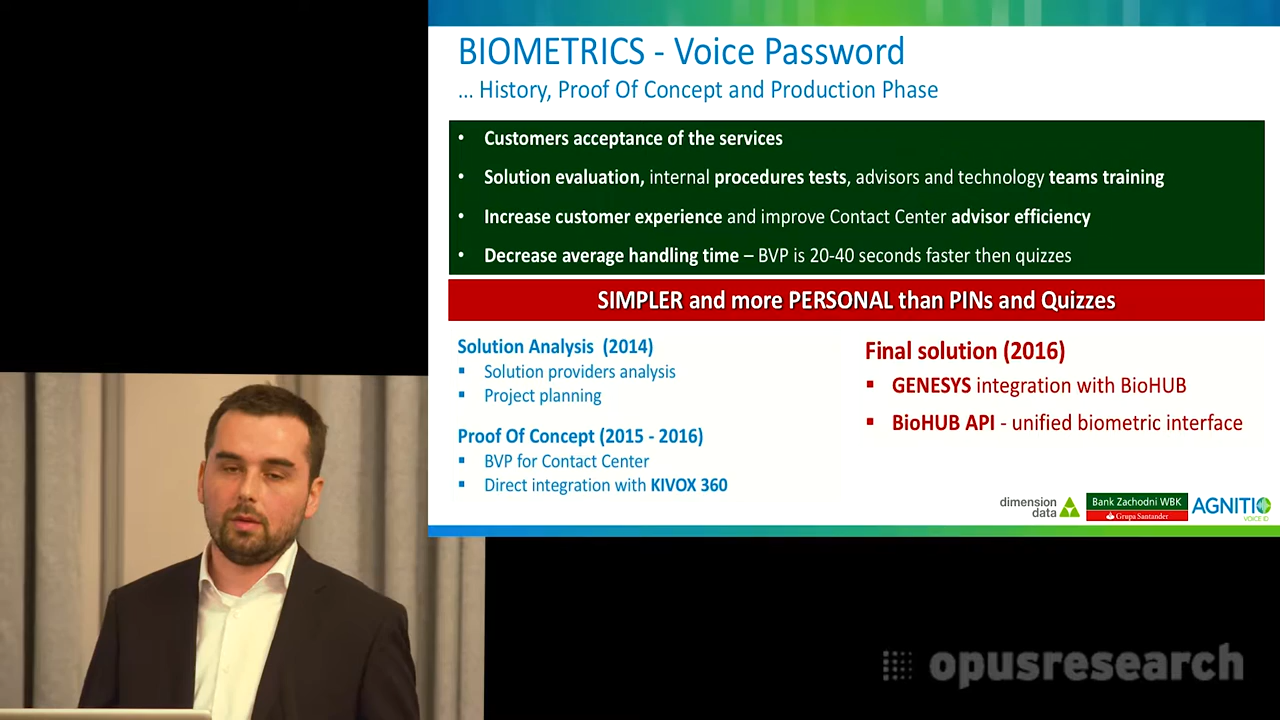 BIOMETRICS - Voice Password
... History, Proof Of Concept and Production Phase
• Customers acceptance of the services
• Solution evaluation, internal procedures tests, advisors and technology teams training
• Increase customer experience and improve Contact Center advisor efficiency
• Decrease average handling time – BVP is 20-40 seconds faster then quizzes
SIMPLER and more PERSONAL than PINs and Quizzes
Solution Analysis (2014)
▪ Solution providers analysis
▪ Project planning
Proof Of Concept (2015 - 2016)
▪ BVP for Contact Center
▪ Direct integration with KIVOX 360
Final solution (2016)
▪ GENESYS integration with BioHUB
▪ BioHUB API - unified biometric interface
dimension
data
Bank Zachodni WBK
Grupa Santander
AGNITIO
VOICE ID
opusresearch